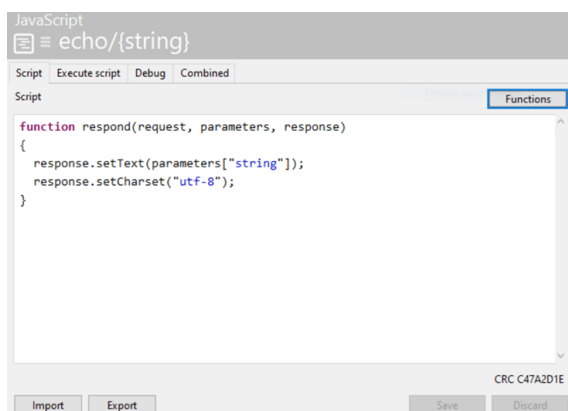 JavaScript
echo/{string}
Script Execute script Debug Combined
Script
Functions
function respond(request, parameters, response)
{
  response.setText(parameters["string"]);
  response.setCharset("utf-8");
}
CRC C47A2D1E
Import Export Save Discard